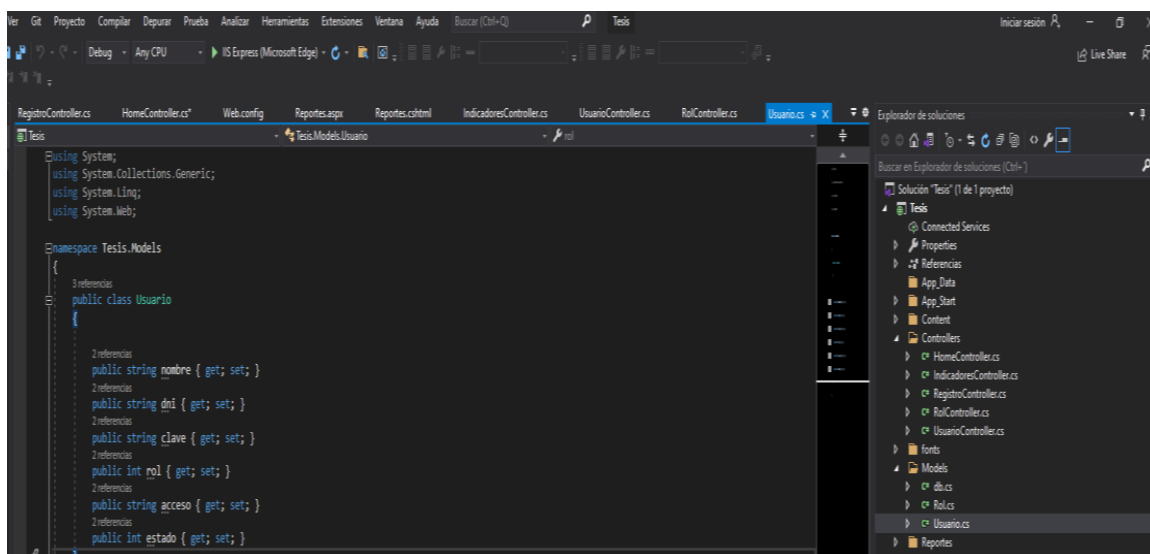 Ver Git Proyecto Compilar Depurar Prueba Analizar Herramientas Extensiones Ventana Ayuda Buscar (Ctrl+Q) Tesis Iniciar sesión
Debug Any CPU IIS Express (Microsoft Edge) Live Share
RegistroController.cs HomeController.cs* Web.config Reportes.aspx Reportes.cshtml IndicadoresController.cs UsuarioController.cs RolController.cs Usuario.cs
Tesis Tesis.Models.Usuario rol
using System;
using System.Collections.Generic;
using System.Linq;
using System.Web;
namespace Tesis.Models
{
3 referencias
public class Usuario
{
2 referencias
public string nombre { get; set; }
2 referencias
public string dni { get; set; }
2 referencias
public string clave { get; set; }
2 referencias
public int rol { get; set; }
2 referencias
public string acceso { get; set; }
2 referencias
public int estado { get; set; }
}
Explorador de soluciones
Buscar en Explorador de soluciones (Ctrl+´)
Solución "Tesis" (1 de 1 proyecto)
Tesis
Connected Services
Properties
Referencias
App_Data
App_Start
Content
Controllers
C# HomeController.cs
C# IndicadoresController.cs
C# RegistroController.cs
C# RolController.cs
C# UsuarioController.cs
fonts
Models
C# db.cs
C# Rol.cs
C# Usuario.cs
Reportes